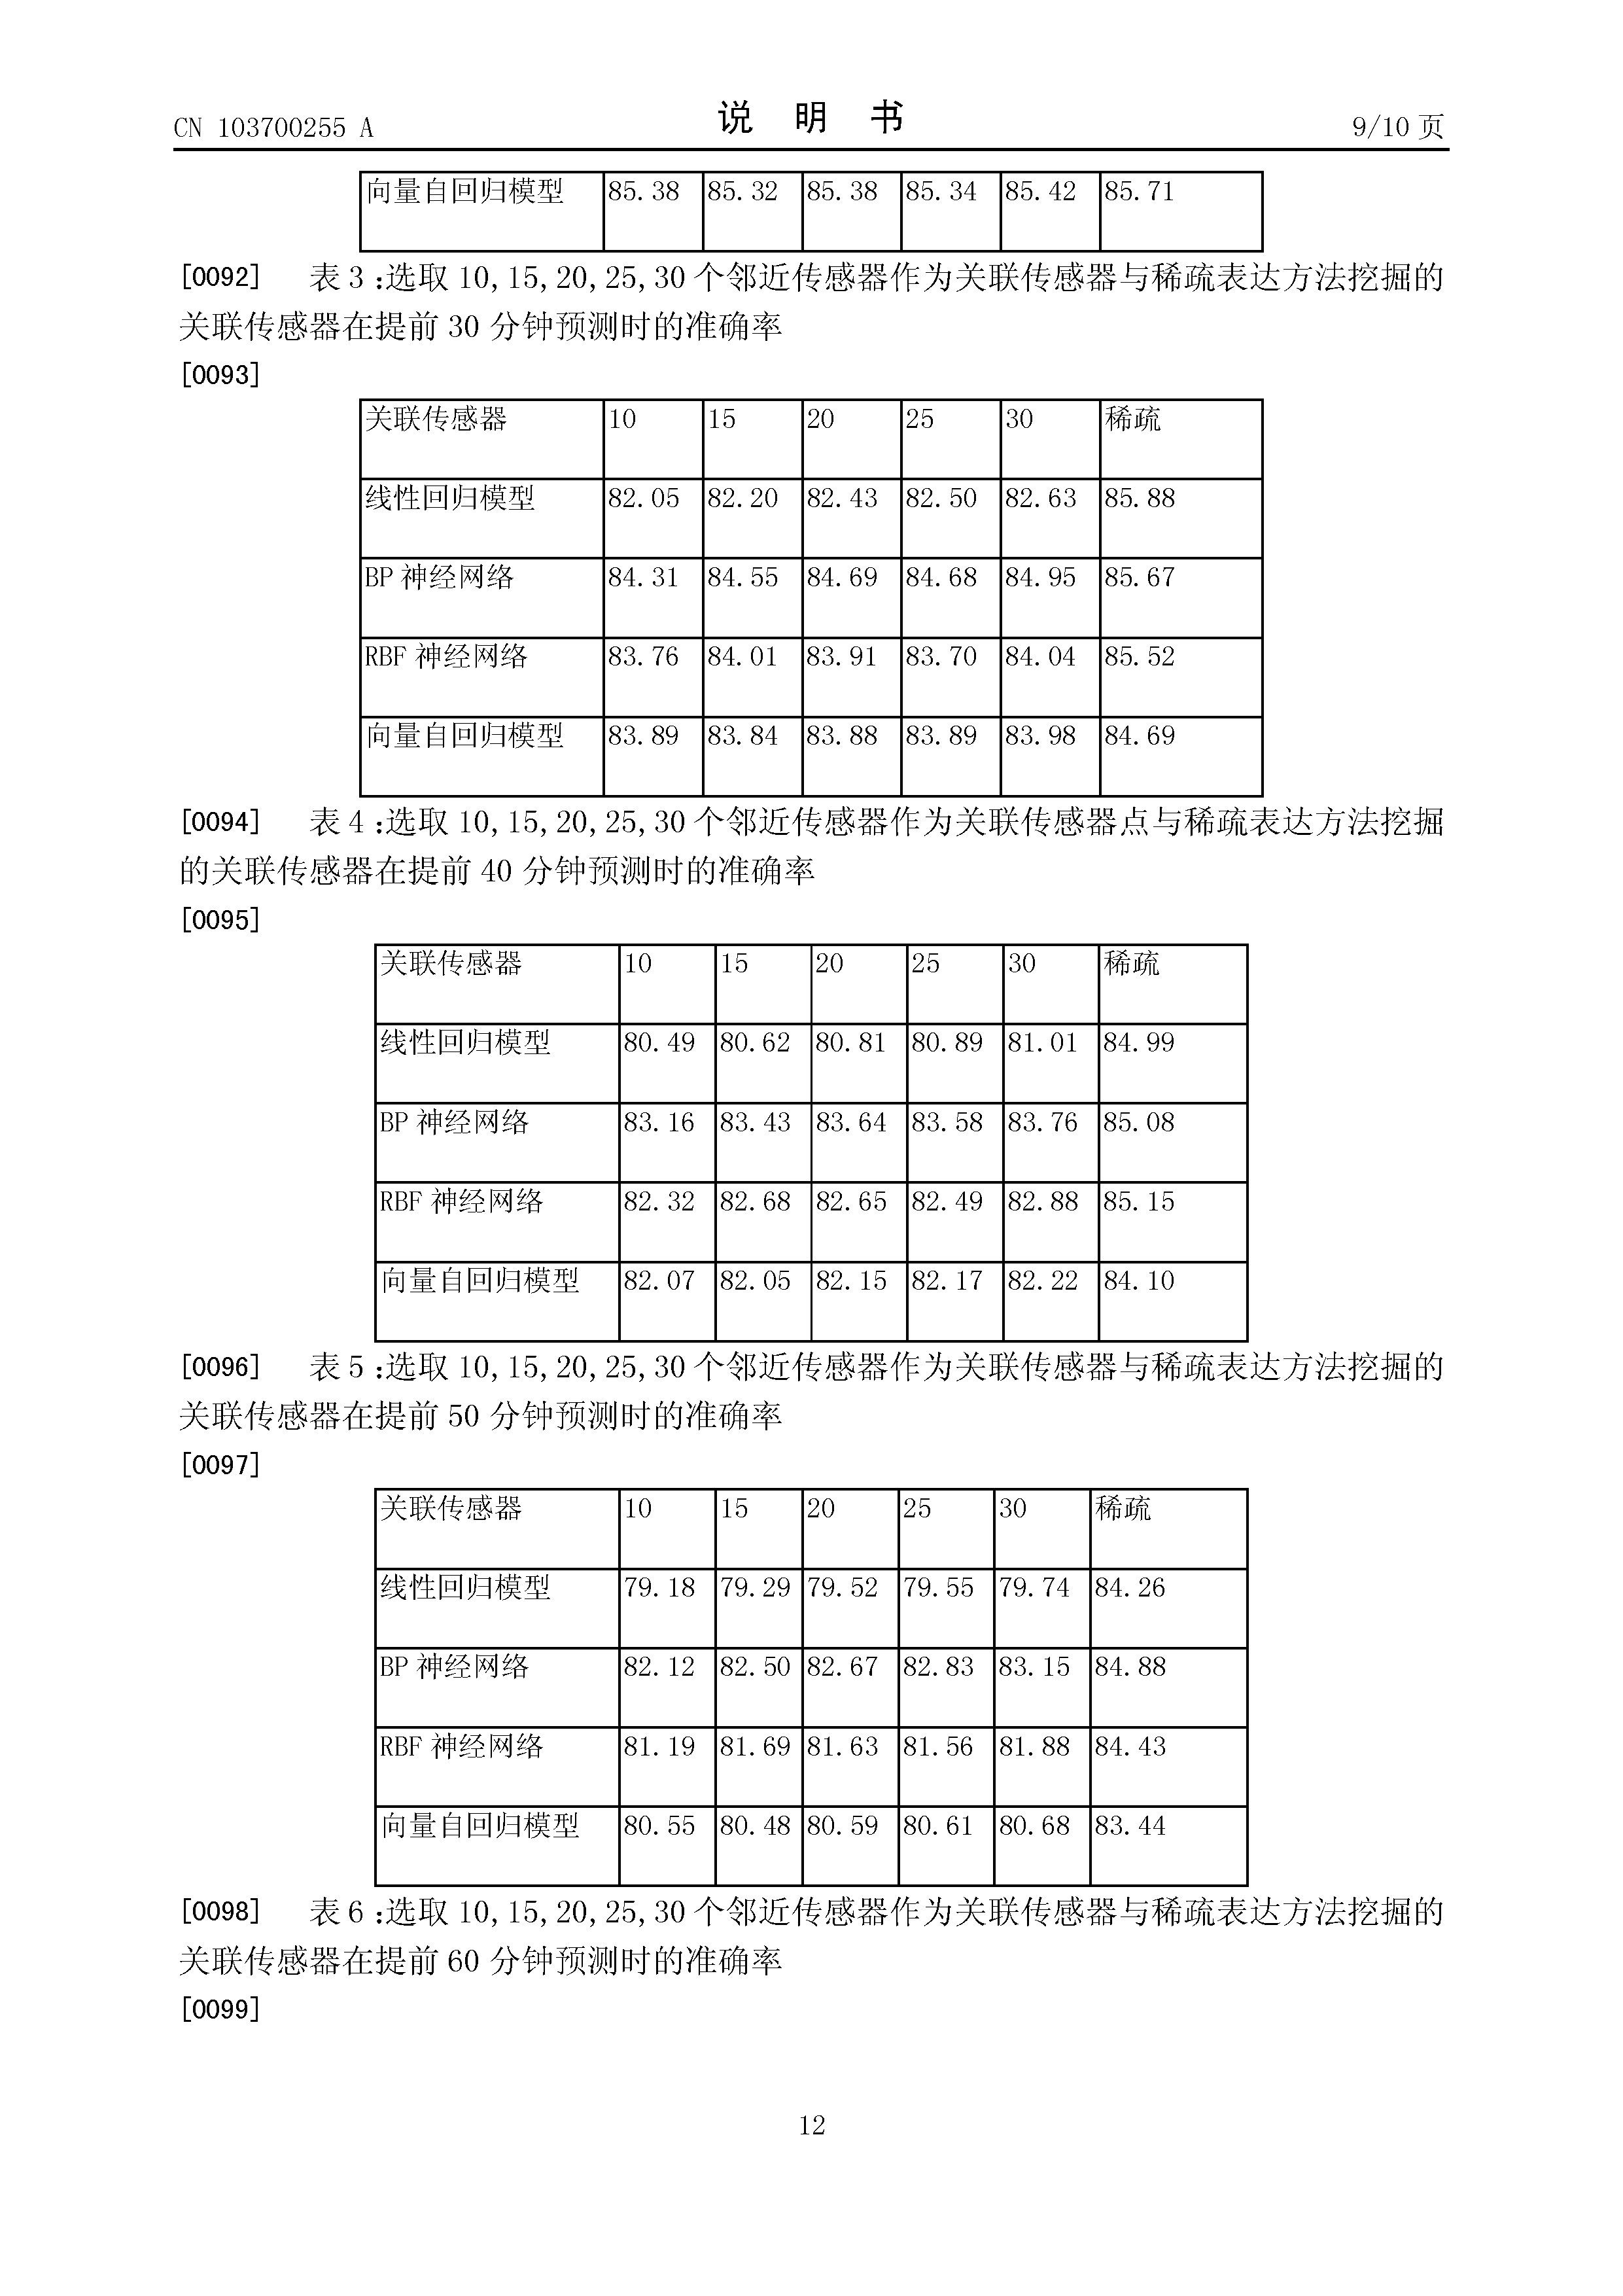 CN 103700255 A 说 明 书 9/10 页
向量自回归模型 85.38 85.32 85.38 85.34 85.42 85.71
[0092] 表 3 :选取 10,15,20,25,30 个邻近传感器作为关联传感器与稀疏表达方法挖掘的
关联传感器在提前 30 分钟预测时的准确率
[0093]
关联传感器 10 15 20 25 30 稀疏
线性回归模型 82.05 82.20 82.43 82.50 82.63 85.88
BP 神经网络 84.31 84.55 84.69 84.68 84.95 85.67
RBF 神经网络 83.76 84.01 83.91 83.70 84.04 85.52
向量自回归模型 83.89 83.84 83.88 83.89 83.98 84.69
[0094] 表 4 :选取 10,15,20,25,30 个邻近传感器作为关联传感器点与稀疏表达方法挖掘
的关联传感器在提前 40 分钟预测时的准确率
[0095]
关联传感器 10 15 20 25 30 稀疏
线性回归模型 80.49 80.62 80.81 80.89 81.01 84.99
BP 神经网络 83.16 83.43 83.64 83.58 83.76 85.08
RBF 神经网络 82.32 82.68 82.65 82.49 82.88 85.15
向量自回归模型 82.07 82.05 82.15 82.17 82.22 84.10
[0096] 表 5 :选取 10,15,20,25,30 个邻近传感器作为关联传感器与稀疏表达方法挖掘的
关联传感器在提前 50 分钟预测时的准确率
[0097]
关联传感器 10 15 20 25 30 稀疏
线性回归模型 79.18 79.29 79.52 79.55 79.74 84.26
BP 神经网络 82.12 82.50 82.67 82.83 83.15 84.88
RBF 神经网络 81.19 81.69 81.63 81.56 81.88 84.43
向量自回归模型 80.55 80.48 80.59 80.61 80.68 83.44
[0098] 表 6 :选取 10,15,20,25,30 个邻近传感器作为关联传感器与稀疏表达方法挖掘的
关联传感器在提前 60 分钟预测时的准确率
[0099]
12